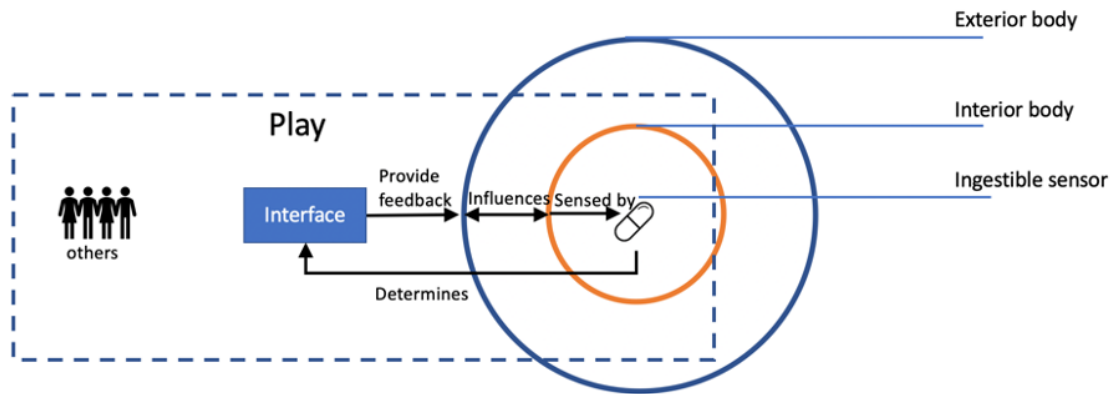 Exterior body
Play
Interior body
Provide
feedback
Influences
Sensed by
Ingestible sensor
Interface
others
Determines